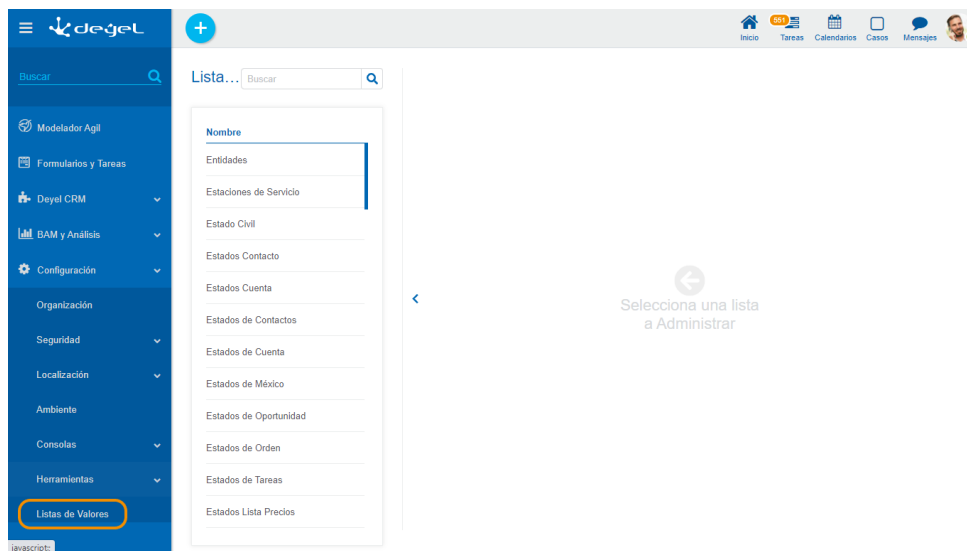 deyel
Inicio
551
Tareas
Calendarios
Casos
Mensajes
Buscar
Modelador Agil
Formularios y Tareas
Deyel CRM
BAM y Análisis
Configuración
Organización
Seguridad
Localización
Ambiente
Consolas
Herramientas
Listas de Valores
javascript:;
Lista...
Buscar
Nombre
Entidades
Estaciones de Servicio
Estado Civil
Estados Contacto
Estados Cuenta
Estados de Contactos
Estados de Cuenta
Estados de México
Estados de Oportunidad
Estados de Orden
Estados de Tareas
Estados Lista Precios
Selecciona una lista
a Administrar